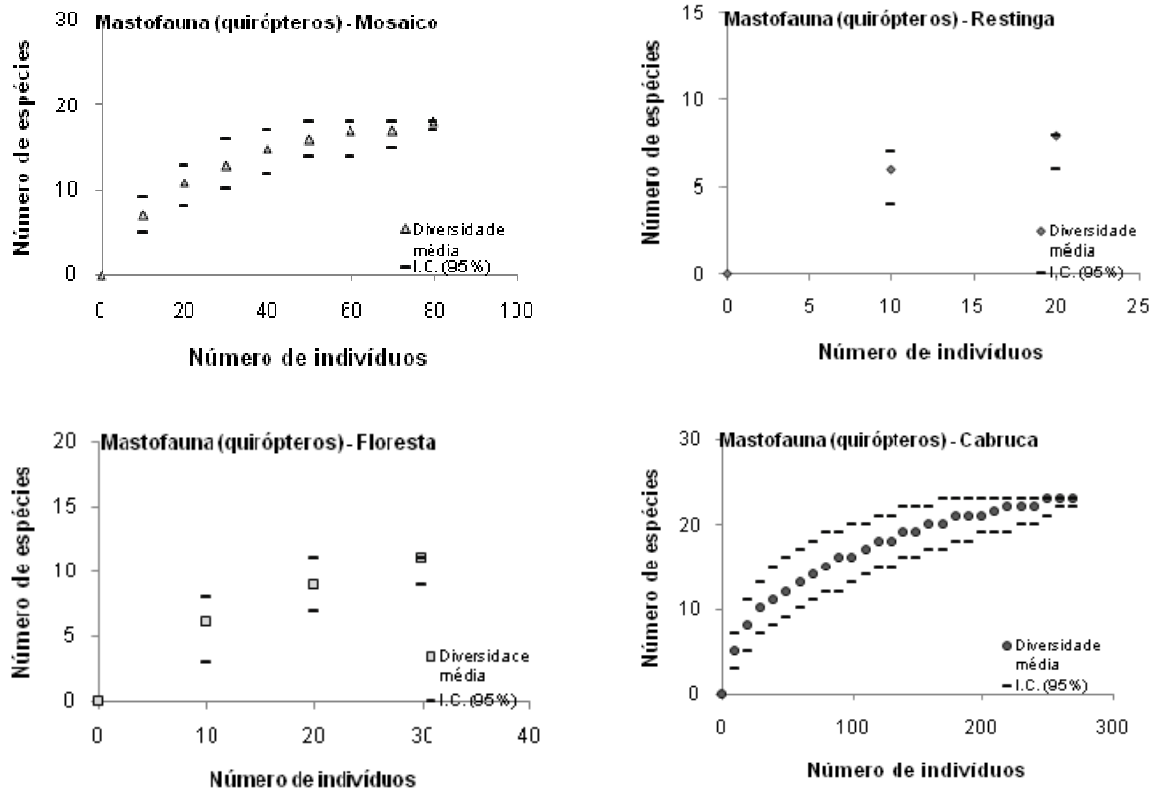 Mastofauna (quirópteros) - Mosaico
Número de espécies
30
20
10
0
Diversidade
média
I.C. (95%)
0
20
40
60
80
100
Número de indivíduos
Mastofauna (quirópteros) - Restinga
Número de espécies
15
10
5
0
Diversidade
média
I.C. (95%)
0
5
10
15
20
25
Número de indivíduos
Mastofauna (quirópteros) - Floresta
Número de espécies
20
15
10
5
0
Diversidade
média
I.C. (95%)
0
10
20
30
40
Número de indivíduos
Mastofauna (quirópteros) - Cabruca
Número de espécies
30
20
10
0
Diversidade
média
I.C. (95%)
0
100
200
300
Número de indivíduos